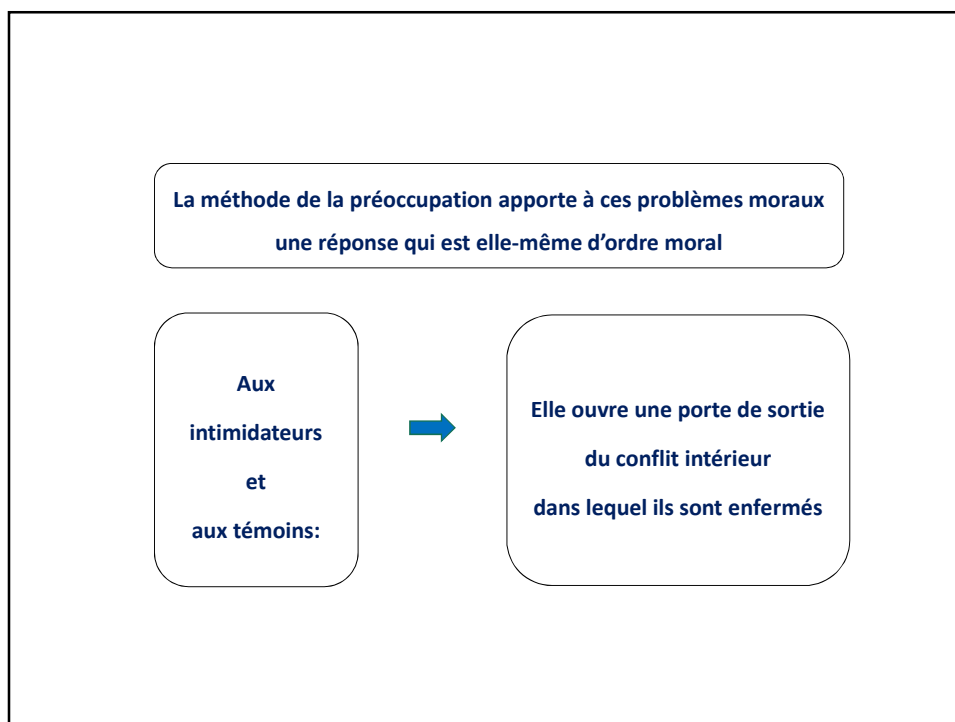 La méthode de la préoccupation apporte à ces problèmes moraux
une réponse qui est elle-même d’ordre moral
Aux
intimidateurs
et
aux témoins:
Elle ouvre une porte de sortie
du conflit intérieur
dans lequel ils sont enfermés